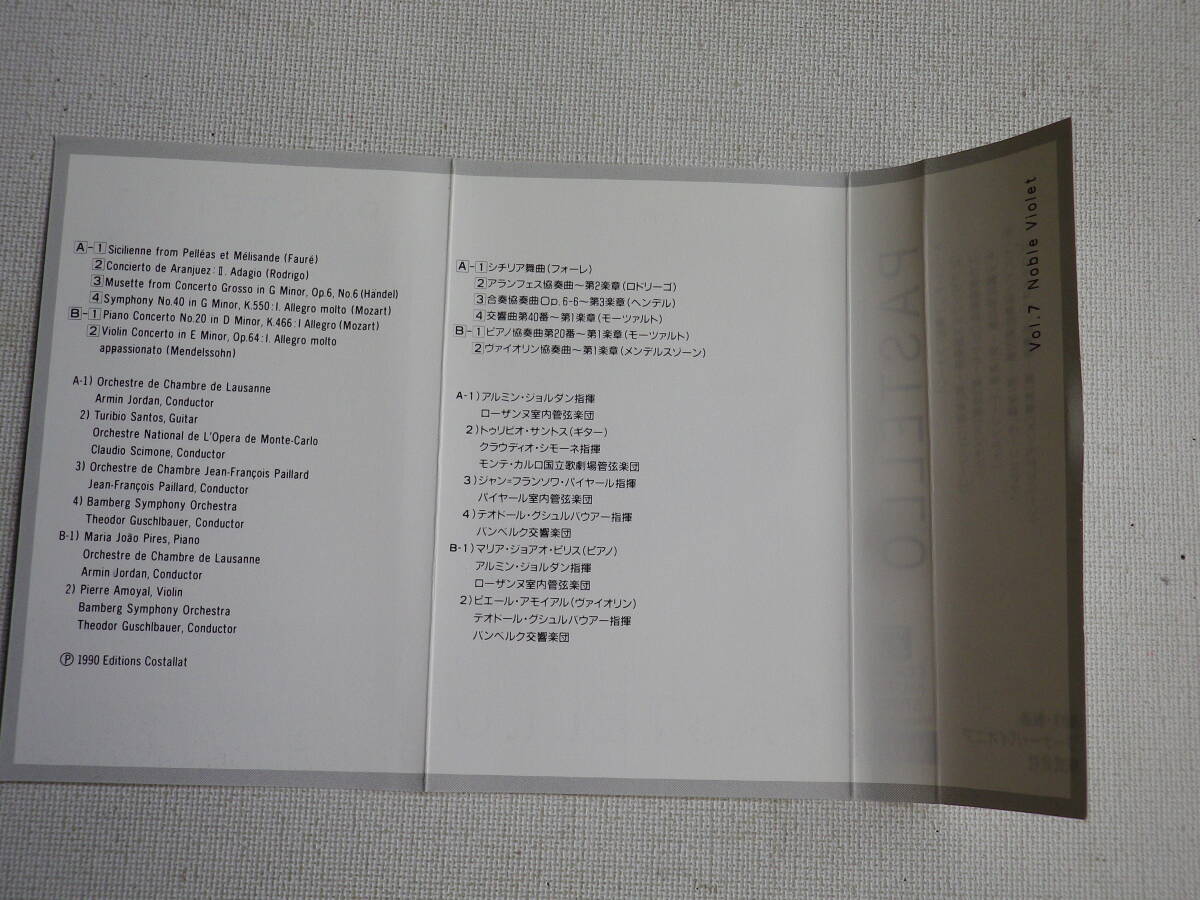 A-1 Sicilienne from Pelléas et Mélisande (Fauré)
2 Concierto de Aranjuez:Ⅱ. Adagio (Rodrigo)
3 Musette from Concerto Grosso in G Minor, Op.6, No.6 (Händel)
4 Symphony No.40 in G Minor, K.550:I. Allegro molto (Mozart)
B-1 Piano Concerto No.20 in D Minor, K.466:I Allegro (Mozart)
2 Violin Concerto in E Minor, Op.64:I. Allegro molto
appassionato (Mendelssohn)
A-1) Orchestre de Chambre de Lausanne
Armin Jordan, Conductor
2) Turibio Santos, Guitar
Orchestre National de L'Opera de Monte-Carlo
Claudio Scimone, Conductor
3) Orchestre de Chambre Jean-François Paillard
Jean-François Paillard, Conductor
4) Bamberg Symphony Orchestra
Theodor Guschlbauer, Conductor
B-1) Maria João Pires, Piano
Orchestre de Chambre de Lausanne
Armin Jordan, Conductor
2) Pierre Amoyal, Violin
Bamberg Symphony Orchestra
Theodor Guschlbauer, Conductor
Ⓟ 1990 Editions Costallat
A-1 シチリア舞曲(フォーレ)
2 アランフェス協奏曲～第2楽章(ロドリーゴ)
3 合奏協奏曲Op.6-6～第3楽章(ヘンデル)
4 交響曲第40番～第1楽章(モーツァルト)
B-1 ピアノ協奏曲第20番～第1楽章(モーツァルト)
2 ヴァイオリン協奏曲～第1楽章(メンデルスゾーン)
A-1)アルミン・ジョルダン指揮
ローザンヌ室内管弦楽団
2)トゥリビオ・サントス(ギター)
クラウディオ・シモーネ指揮
モンテ・カルロ国立歌劇場管弦楽団
3)ジャン=フランソワ・パイヤール指揮
パイヤール室内管弦楽団
4)テオドール・グシュルバウアー指揮
バンベルク交響楽団
B-1)マリア・ジョアオ・ピリス(ピアノ)
アルミン・ジョルダン指揮
ローザンヌ室内管弦楽団
2)ピエール・アモイアル(ヴァイオリン)
テオドール・グシュルバウアー指揮
バンベルク交響楽団
PASTELLO
Vol.7 Noble Violet